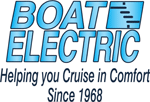 BOAT
ELECTRIC
Helping you Cruise in Comfort
Since 1968